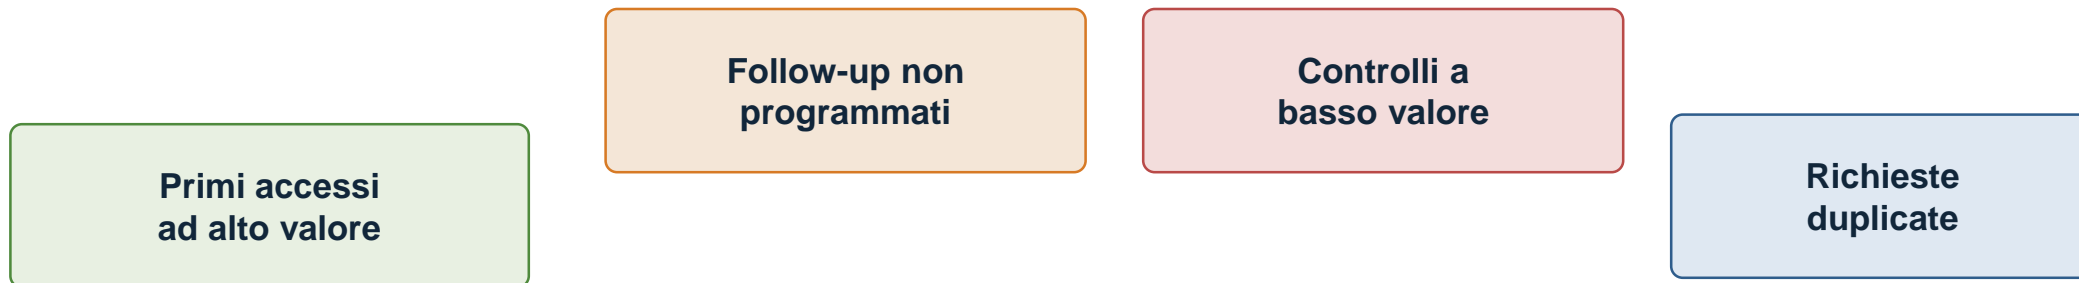 Primi accessi
ad alto valore
Follow-up non
programmati
Controlli a
basso valore
Richieste
duplicate